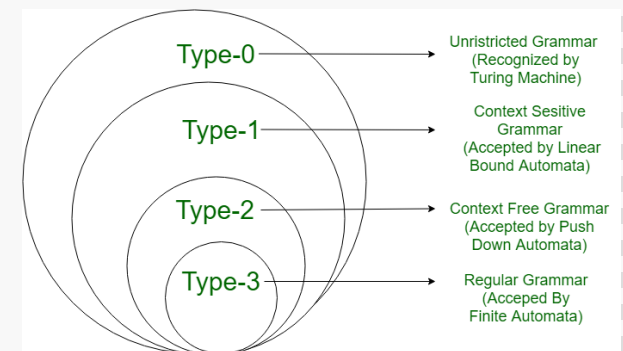 Type-0
Unristricted Grammar
(Recognized by
Turing Machine)
Type-1
Context Sesitive
Grammar
(Accepted by Linear
Bound Automata)
Type-2
Context Free Grammar
(Accepted by Push
Down Automata)
Type-3
Regular Grammar
(Acceped By
Finite Automata)